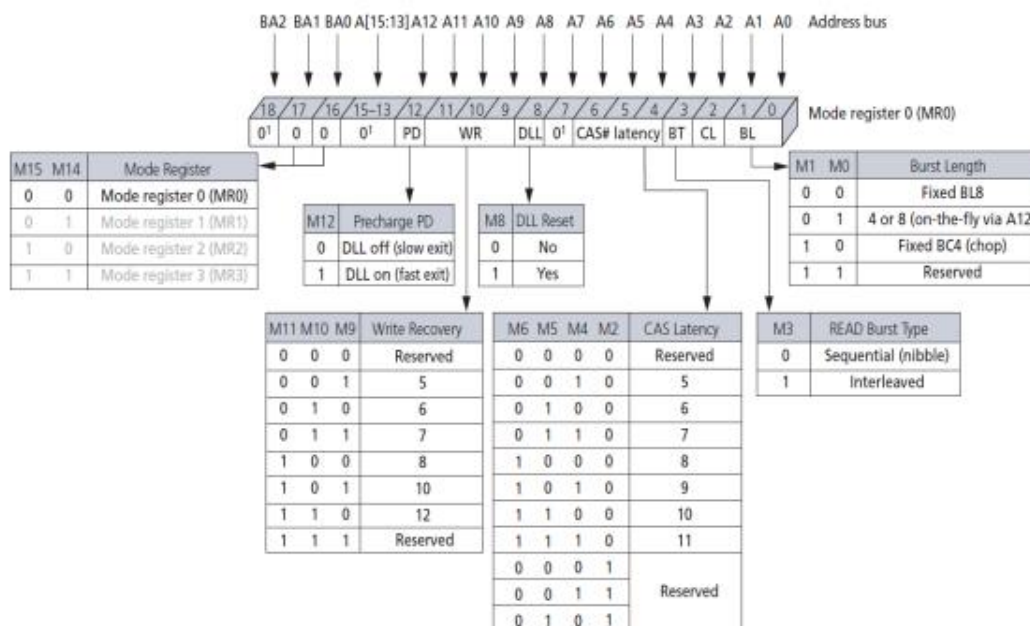 BA2 BA1 BA0 A[15:13] A12 A11 A10 A9 A8 A7 A6 A5 A4 A3 A2 A1 A0 Address bus
18 17 16 15–13 12 11 10 9 8 7 6 5 4 3 2 1 0
Mode register 0 (MR0)
0¹ 0 0 0¹ PD WR DLL 0¹ CAS# latency BT CL BL
M15 M14 Mode Register
0 0 Mode register 0 (MR0)
0 1 Mode register 1 (MR1)
1 0 Mode register 2 (MR2)
1 1 Mode register 3 (MR3)
M12 Precharge PD
0 DLL off (slow exit)
1 DLL on (fast exit)
M8 DLL Reset
0 No
1 Yes
M1 M0 Burst Length
0 0 Fixed BL8
0 1 4 or 8 (on-the-fly via A12
1 0 Fixed BC4 (chop)
1 1 Reserved
M11 M10 M9 Write Recovery
0 0 0 Reserved
0 0 1 5
0 1 0 6
0 1 1 7
1 0 0 8
1 0 1 10
1 1 0 12
1 1 1 Reserved
M6 M5 M4 M2 CAS Latency
0 0 0 0 Reserved
0 0 1 0 5
0 1 0 0 6
0 1 1 0 7
1 0 0 0 8
1 0 1 0 9
1 1 0 0 10
1 1 1 0 11
0 0 0 1
0 0 1 1 Reserved
0 1 0 1
M3 READ Burst Type
0 Sequential (nibble)
1 Interleaved